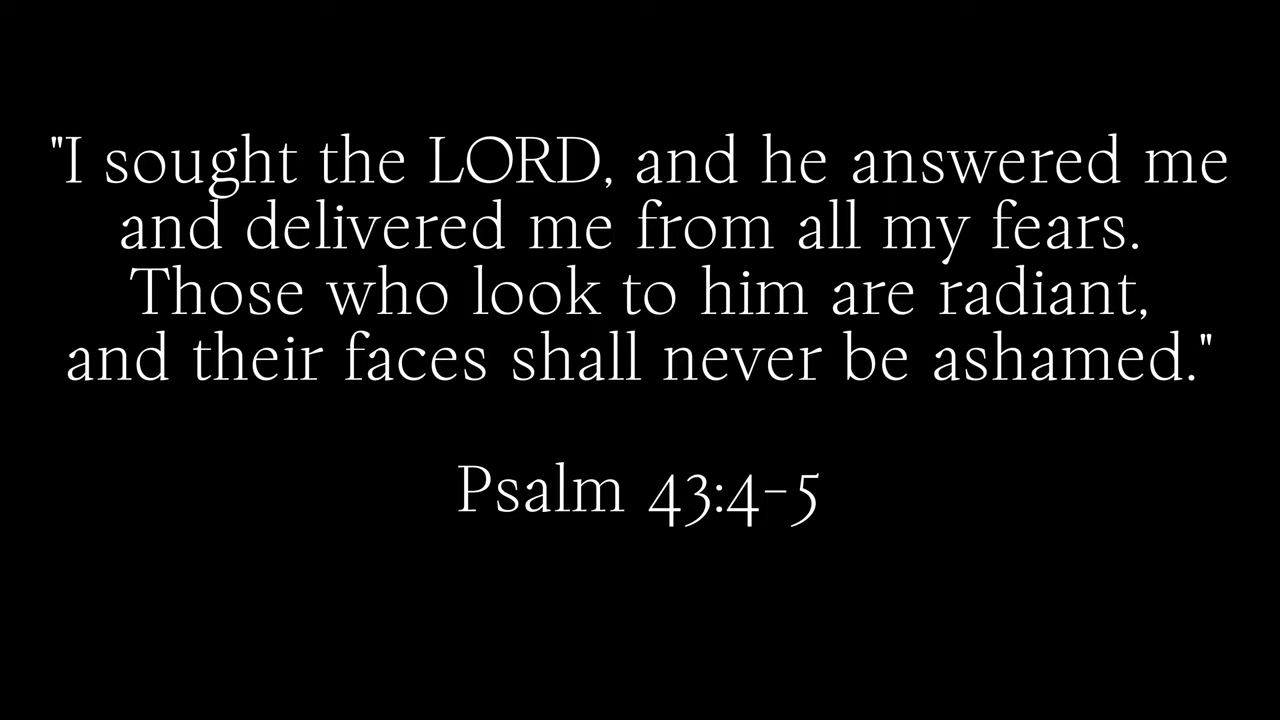 "I sought the LORD, and he answered me
and delivered me from all my fears.
Those who look to him are radiant,
and their faces shall never be ashamed."
Psalm 43:4-5